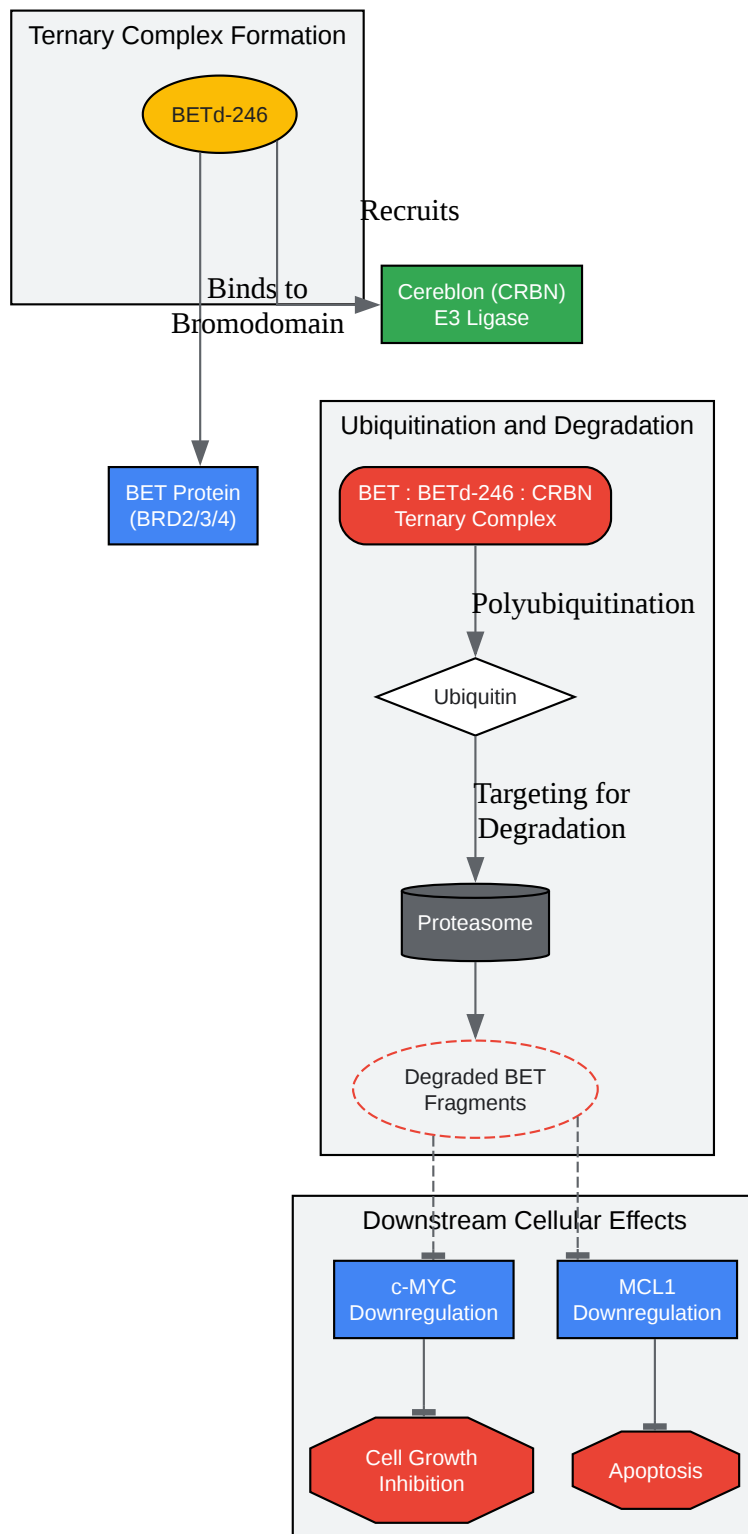 Ternary Complex Formation
BETd-246
Recruits
Binds to
Bromodomain
Cereblon (CRBN)
E3 Ligase
Ubiquitination and Degradation
BET Protein
(BRD2/3/4)
BET : BETd-246 : CRBN
Ternary Complex
Polyubiquitination
Ubiquitin
Targeting for
Degradation
Proteasome
Degraded BET
Fragments
Downstream Cellular Effects
c-MYC
Downregulation
MCL1
Downregulation
Cell Growth
Inhibition
Apoptosis